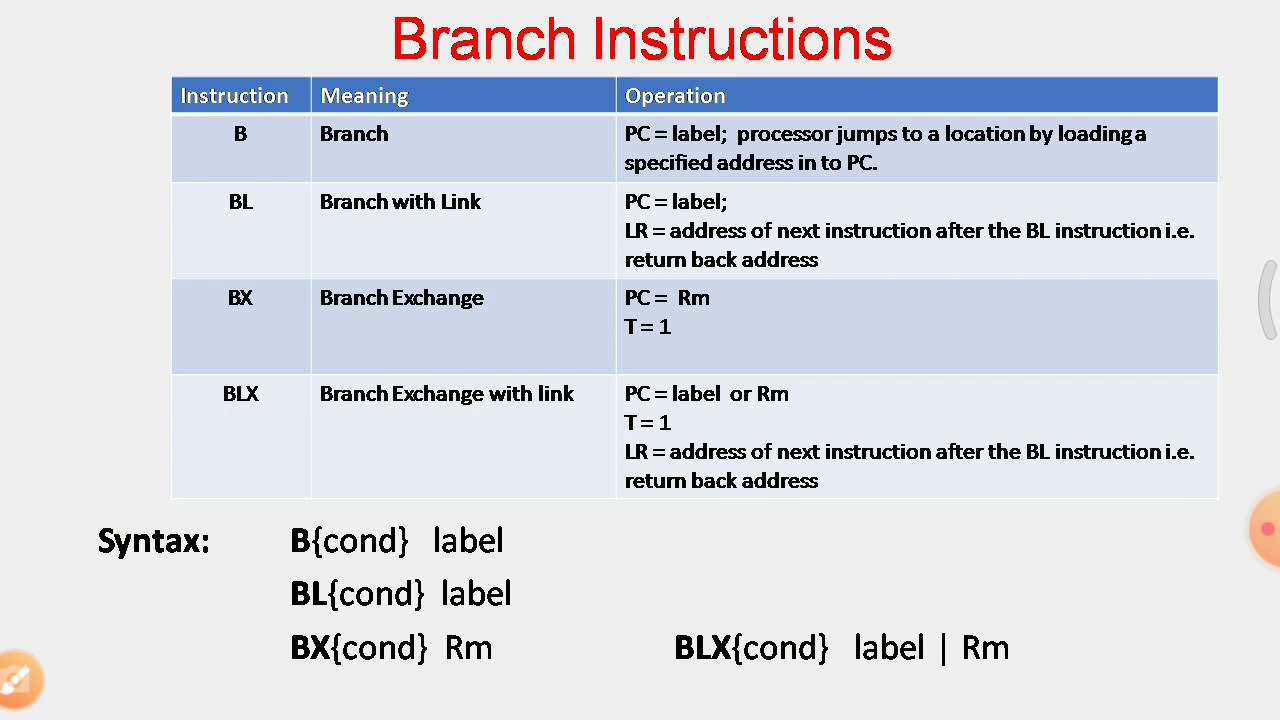 Branch Instructions
Instruction Meaning Operation
B Branch PC = label; processor jumps to a location by loading a
specified address in to PC.
BL Branch with Link PC = label;
LR = address of next instruction after the BL instruction i.e.
return back address
BX Branch Exchange PC = Rm
T = 1
BLX Branch Exchange with link PC = label or Rm
T = 1
LR = address of next instruction after the BL instruction i.e.
return back address
Syntax: B{cond} label
BL{cond} label
BX{cond} Rm BLX{cond} label | Rm